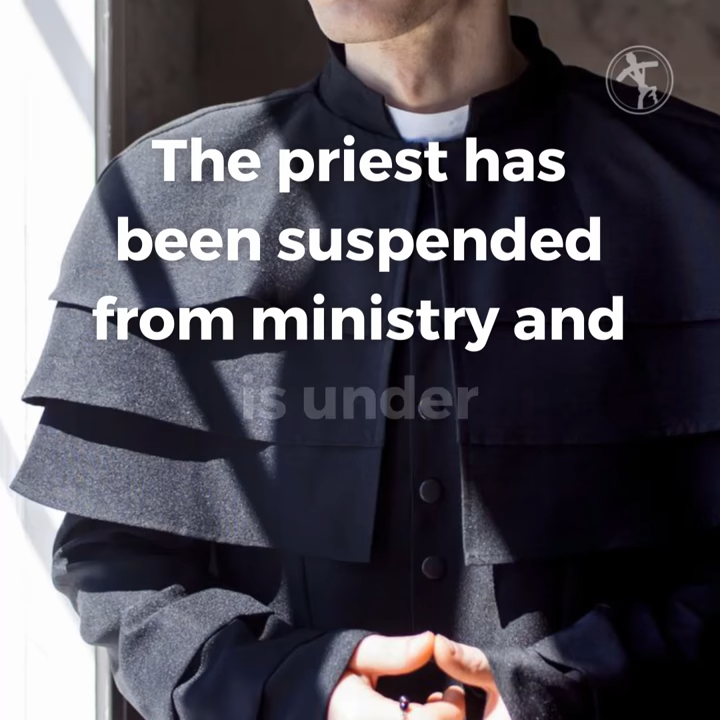 The priest has
been suspended
from ministry and
is under